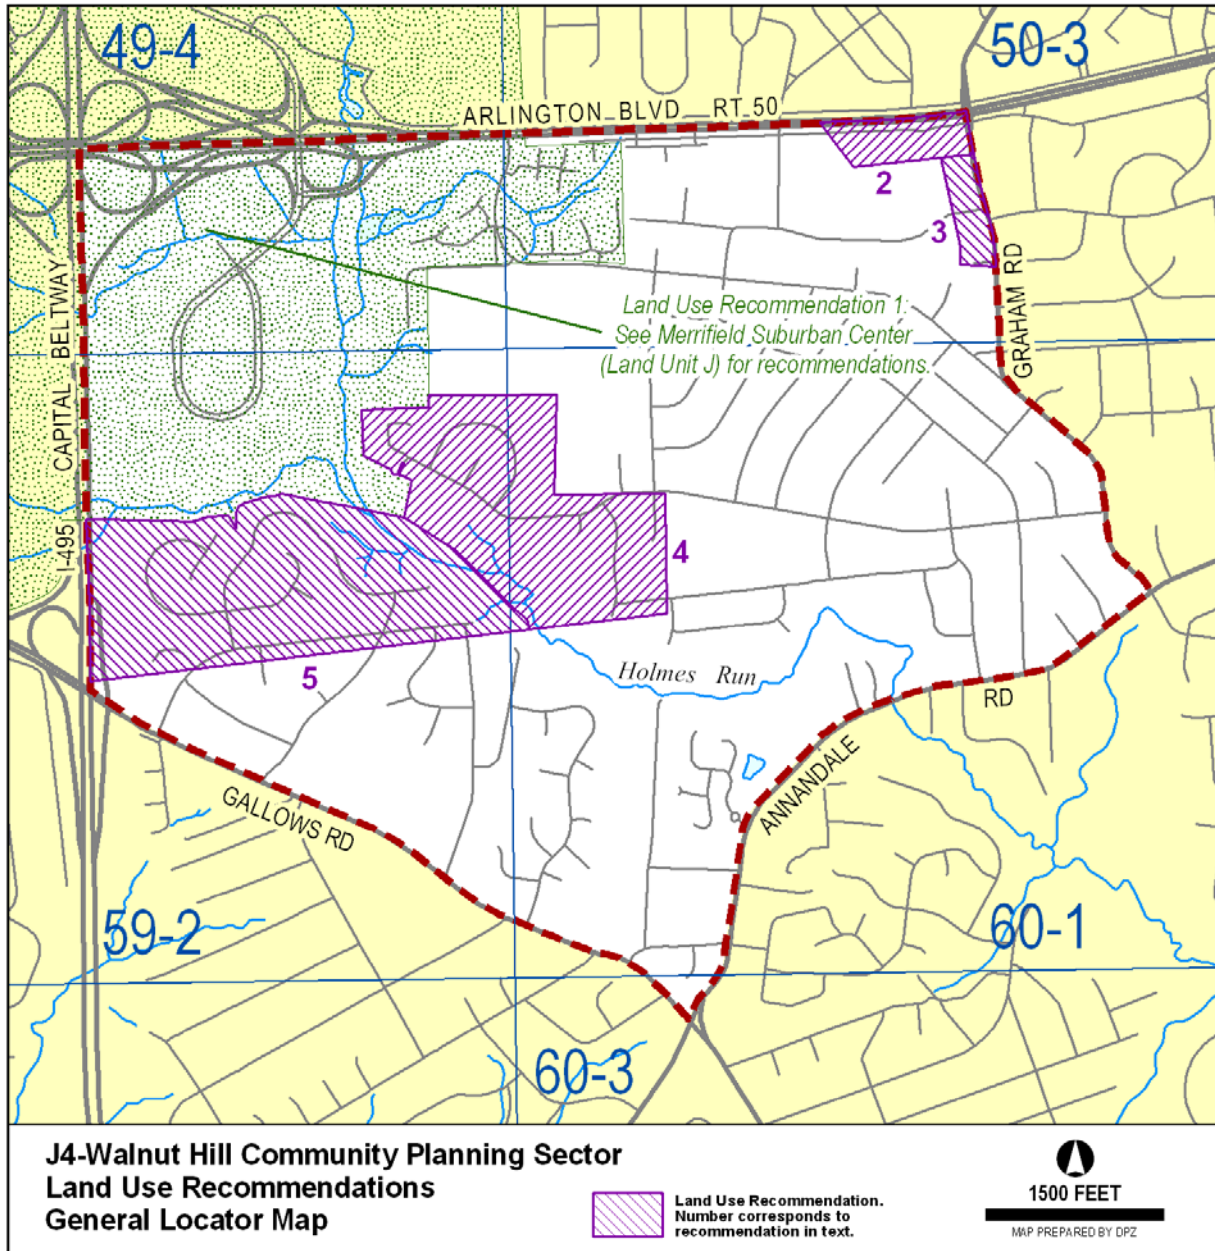 49-4
50-3
ARLINGTON BLVD RT 50
2
3
CAPITAL BELTWAY
I-495
GRAHAM RD
Land Use Recommendation 1.
See Merrifield Suburban Center
(Land Unit J) for recommendations.
4
5
Holmes Run
RD
ANNANDALE
GALLOWS RD
59-2
60-1
60-3
J4-Walnut Hill Community Planning Sector
Land Use Recommendations
General Locator Map
Land Use Recommendation.
Number corresponds to
recommendation in text.
1500 FEET
MAP PREPARED BY DPZ